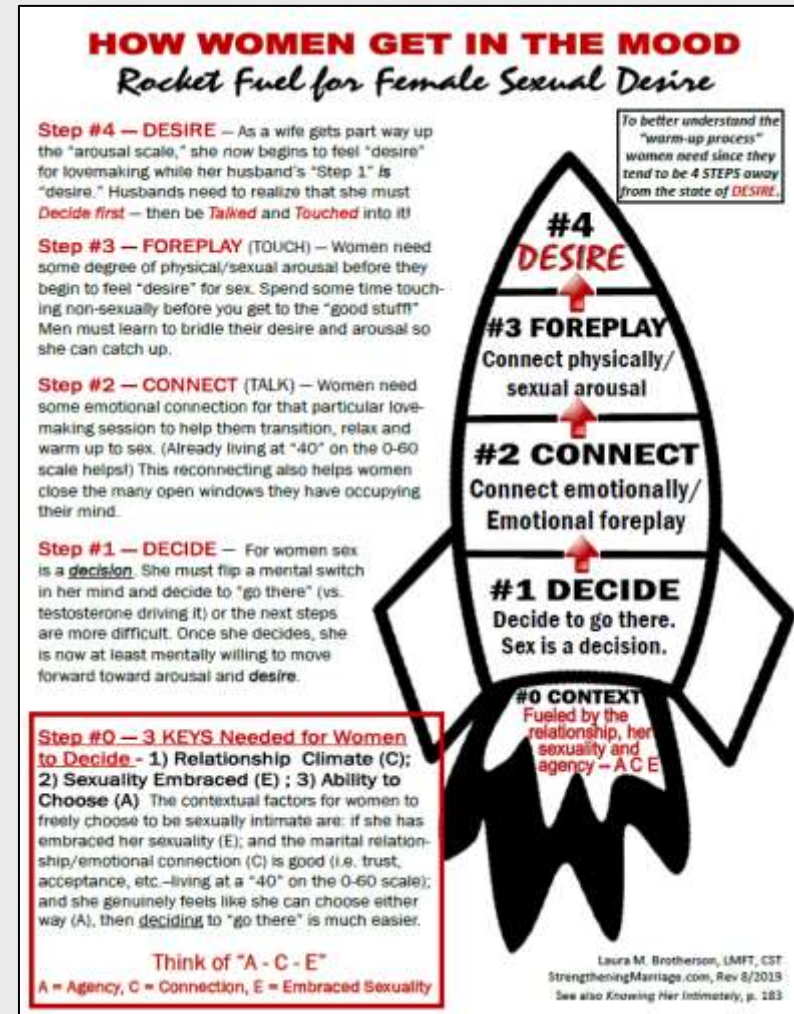 HOW WOMEN GET IN THE MOOD
Rocket Fuel for Female Sexual Desire
To better understand the
"warm-up process"
women need since they
tend to be 4 STEPS away
from the state of DESIRE.
Step #4 — DESIRE – As a wife gets part way up
the "arousal scale," she now begins to feel "desire"
for lovemaking while her husband's "Step 1" is
"desire." Husbands need to realize that she must
Decide first – then be Talked and Touched into it!
Step #3 — FOREPLAY (TOUCH) – Women need
some degree of physical/sexual arousal before they
begin to feel "desire" for sex. Spend some time touch-
ing non-sexually before you get to the "good stuff!"
Men must learn to bridle their desire and arousal so
she can catch up.
Step #2 — CONNECT (TALK) – Women need
some emotional connection for that particular love-
making session to help them transition, relax and
warm up to sex. (Already living at "40" on the 0-60
scale helps!) This reconnecting also helps women
close the many open windows they have occupying
their mind.
Step #1 — DECIDE – For women sex
is a decision. She must flip a mental switch
in her mind and decide to "go there" (vs.
testosterone driving it) or the next steps
are more difficult. Once she decides, she
is now at least mentally willing to move
forward toward arousal and desire.
Step #0 — 3 KEYS Needed for Women
to Decide - 1) Relationship Climate (C);
2) Sexuality Embraced (E) ; 3) Ability to
Choose (A) The contextual factors for women to
freely choose to be sexually intimate are: if she has
embraced her sexuality (E); and the marital relation-
ship/emotional connection (C) is good (i.e. trust,
acceptance, etc.–living at a "40" on the 0-60 scale);
and she genuinely feels like she can choose either
way (A), then deciding to "go there" is much easier.
Think of "A - C - E"
A = Agency, C = Connection, E = Embraced Sexuality
#4
DESIRE
#3 FOREPLAY
Connect physically/
sexual arousal
#2 CONNECT
Connect emotionally/
Emotional foreplay
#1 DECIDE
Decide to go there.
Sex is a decision.
#0 CONTEXT
Fueled by the
relationship, her
sexuality and
agency – A C E
Laura M. Brotherson, LMFT, CST
StrengtheningMarriage.com, Rev 8/2019
See also Knowing Her Intimately, p. 183